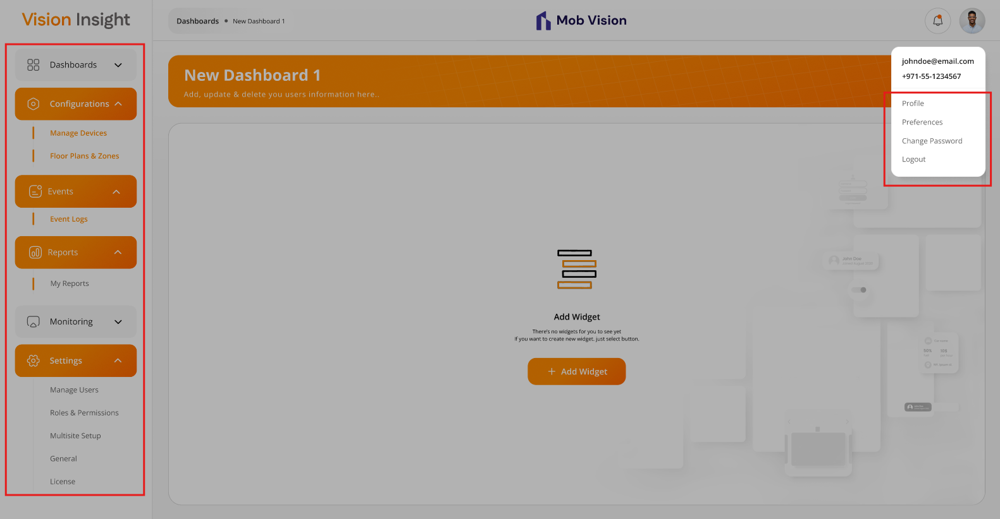 Vision Insight
Dashboards • New Dashboard 1
Mob Vision
Dashboards
Configurations
Manage Devices
Floor Plans & Zones
Events
Event Logs
Reports
My Reports
Monitoring
Settings
Manage Users
Roles & Permissions
Multisite Setup
General
License
New Dashboard 1
Add, update & delete you users information here..
johndoe@email.com
+971-55-1234567
Profile
Preferences
Change Password
Logout
John Doe
Add Widget
There's no widgets for you to see yet
If you want to create new widget, just select button.
+ Add Widget
50%
10$